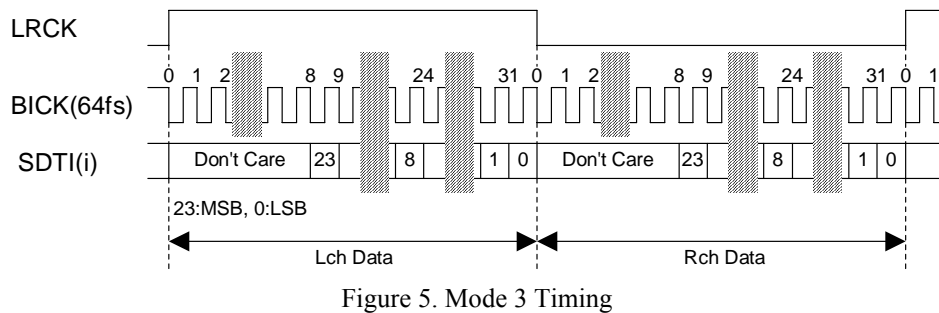 LRCK
0 1 2 8 9 24 31 0 1 2 8 9 24 31 0 1
BICK(64fs)
SDTI(i) Don't Care 23 8 1 0 Don't Care 23 8 1 0
23:MSB, 0:LSB
Lch Data Rch Data
Figure 5. Mode 3 Timing